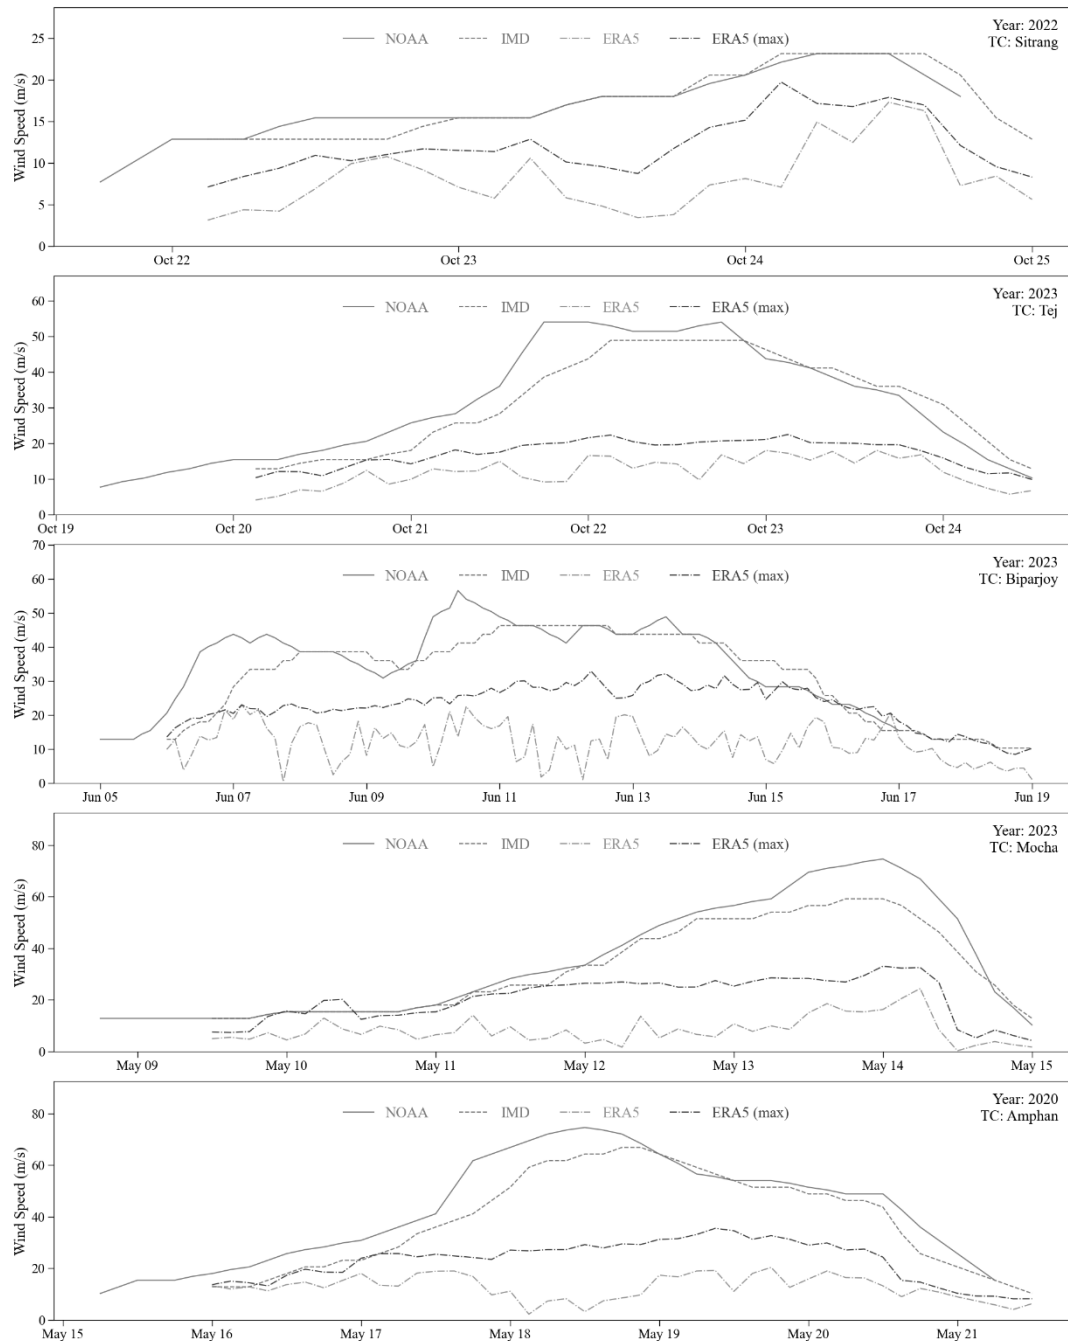 Year: 2022
TC: Sitrang
NOAA IMD ERA5 ERA5 (max)
Wind Speed (m/s)
25
20
15
10
5
0
Oct 22 Oct 23 Oct 24 Oct 25
Year: 2023
TC: Tej
NOAA IMD ERA5 ERA5 (max)
Wind Speed (m/s)
60
50
40
30
20
10
0
Oct 19 Oct 20 Oct 21 Oct 22 Oct 23 Oct 24
Year: 2023
TC: Biparjoy
NOAA IMD ERA5 ERA5 (max)
Wind Speed (m/s)
70
60
50
40
30
20
10
0
Jun 05 Jun 07 Jun 09 Jun 11 Jun 13 Jun 15 Jun 17 Jun 19
Year: 2023
TC: Mocha
NOAA IMD ERA5 ERA5 (max)
Wind Speed (m/s)
80
60
40
20
0
May 09 May 10 May 11 May 12 May 13 May 14 May 15
Year: 2020
TC: Amphan
NOAA IMD ERA5 ERA5 (max)
Wind Speed (m/s)
80
60
40
20
0
May 15 May 16 May 17 May 18 May 19 May 20 May 21